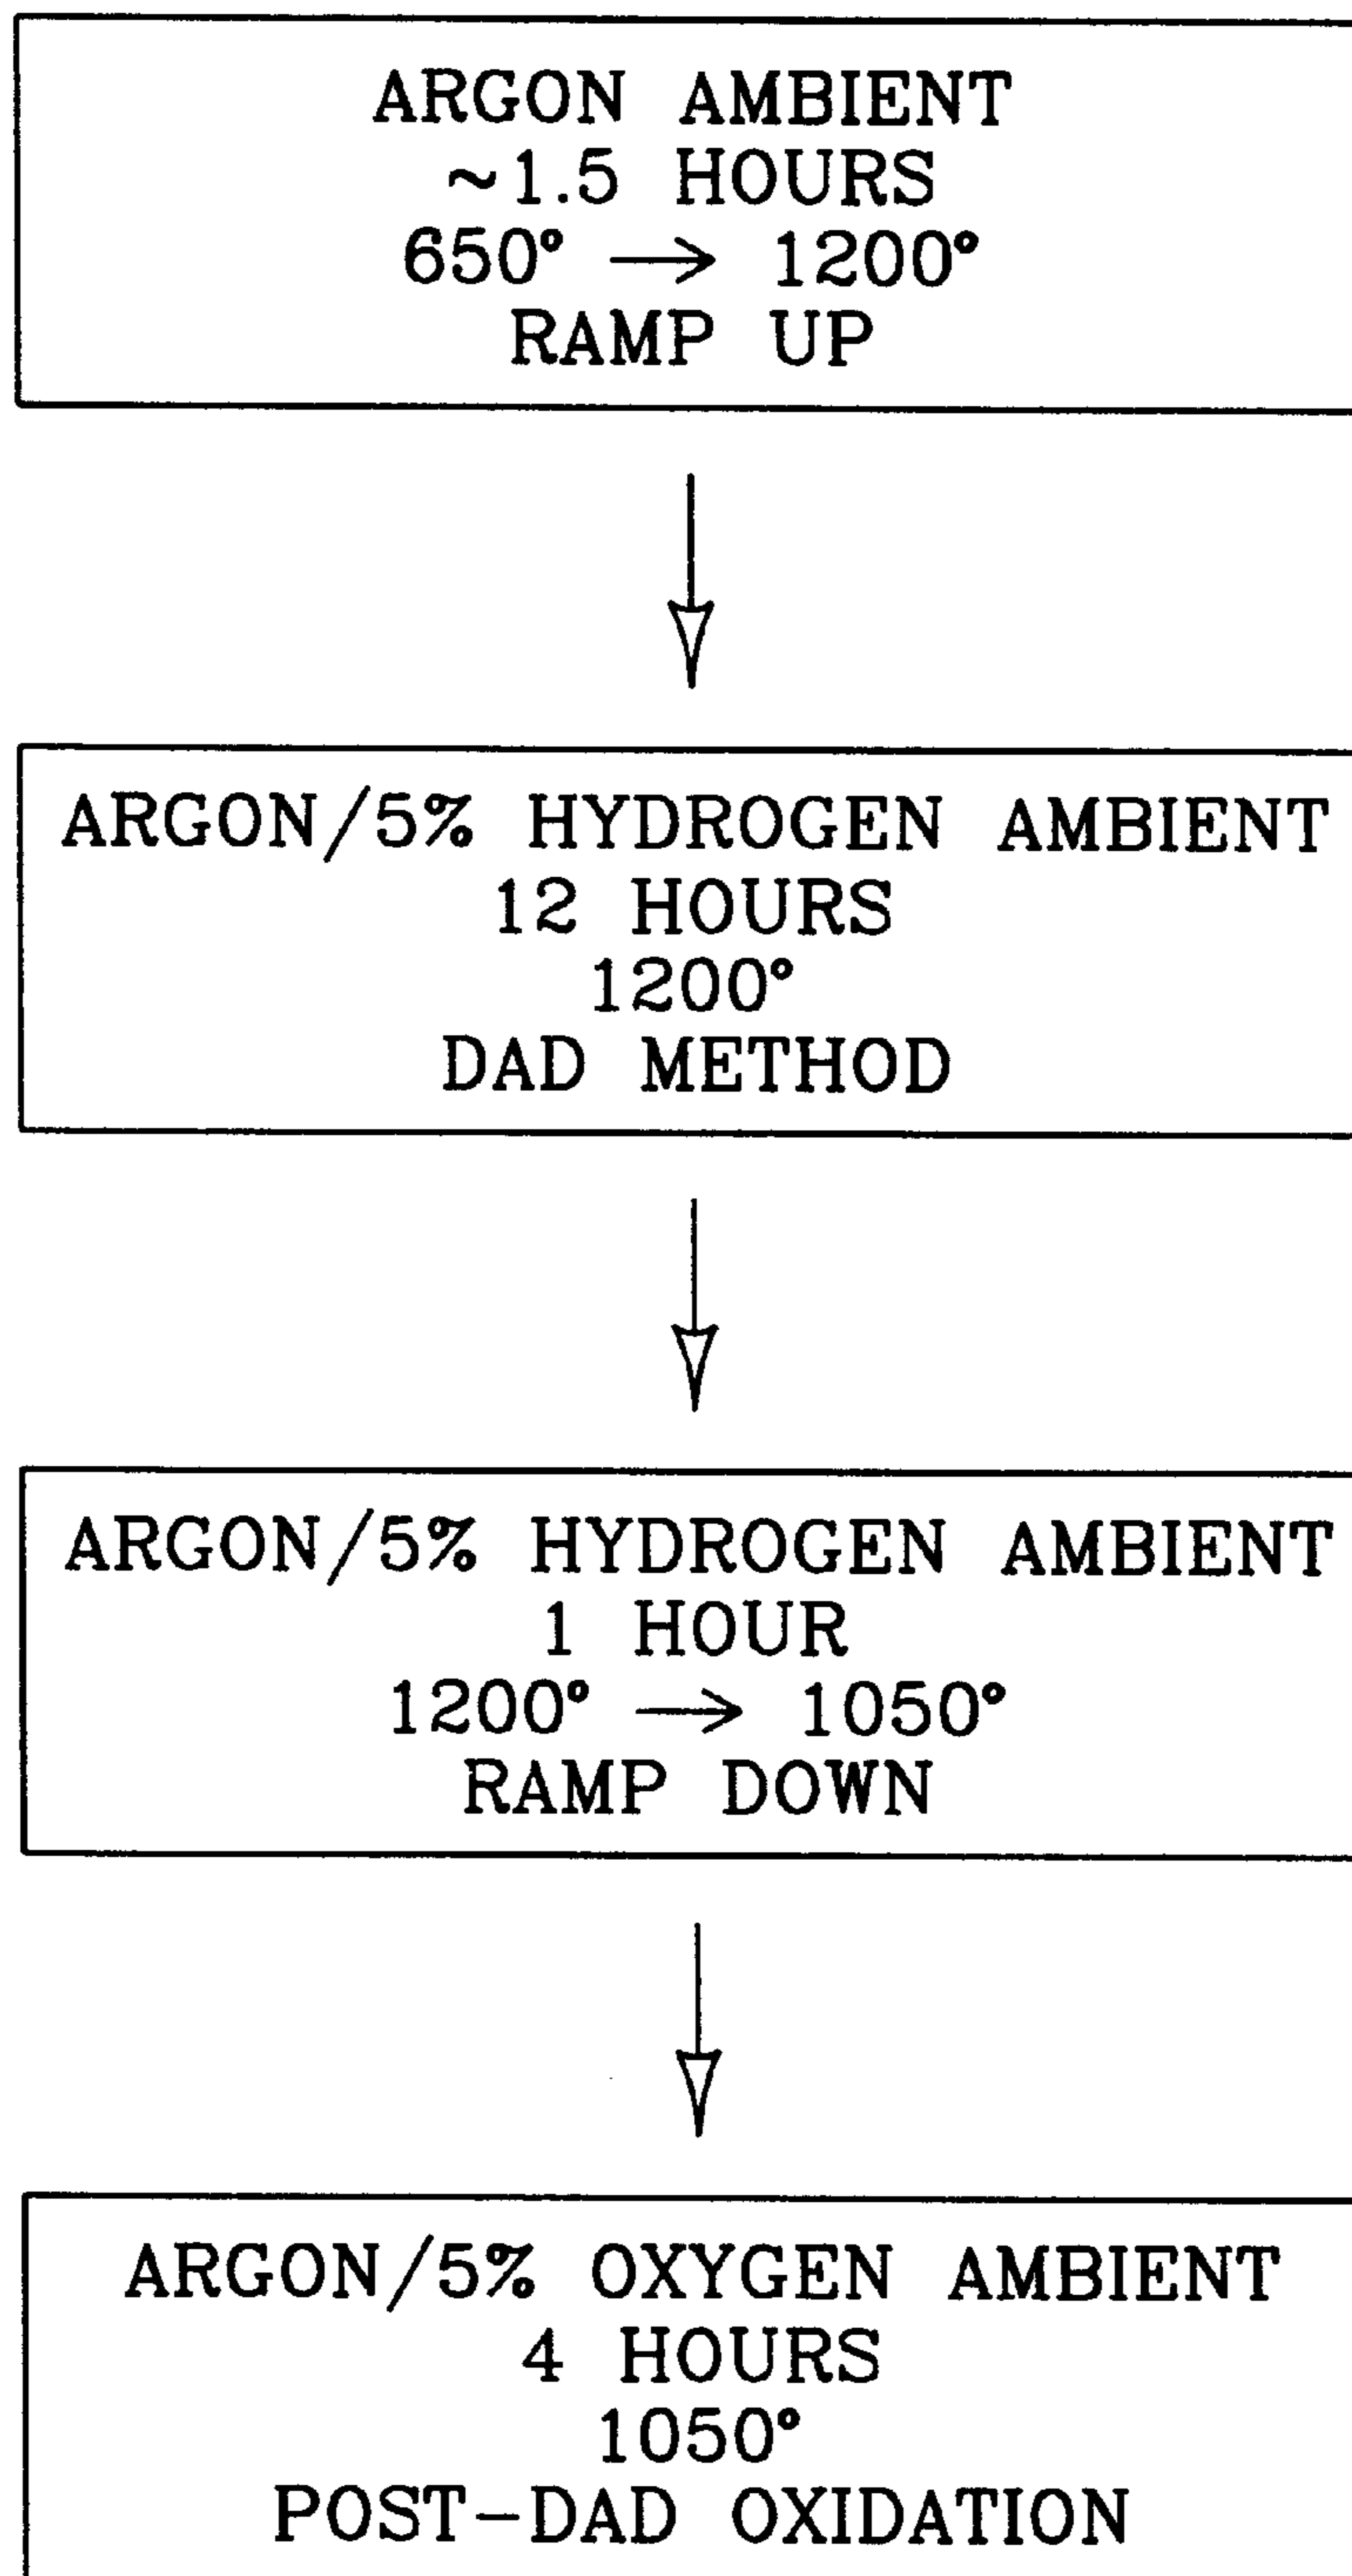 ARGON AMBIENT
~1.5 HOURS
650° → 1200°
RAMP UP
ARGON/5% HYDROGEN AMBIENT
12 HOURS
1200°
DAD METHOD
ARGON/5% HYDROGEN AMBIENT
1 HOUR
1200° → 1050°
RAMP DOWN
ARGON/5% OXYGEN AMBIENT
4 HOURS
1050°
POST-DAD OXIDATION